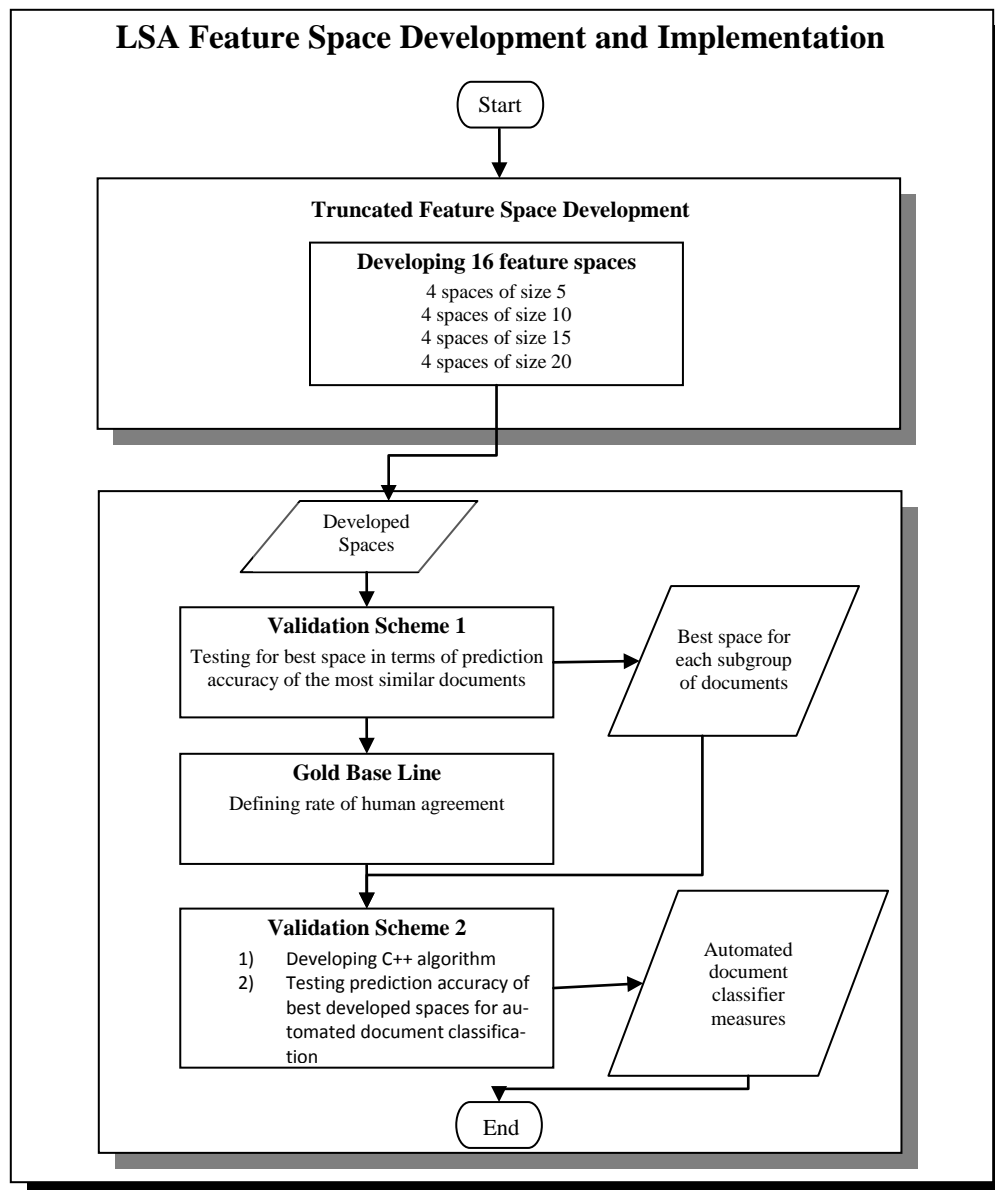 LSA Feature Space Development and Implementation
Start
Truncated Feature Space Development
Developing 16 feature spaces
4 spaces of size 5
4 spaces of size 10
4 spaces of size 15
4 spaces of size 20
Developed
Spaces
Validation Scheme 1
Testing for best space in terms of prediction
accuracy of the most similar documents
Best space for
each subgroup
of documents
Gold Base Line
Defining rate of human agreement
Validation Scheme 2
1) Developing C++ algorithm
2) Testing prediction accuracy of
best developed spaces for au-
tomated document classifica-
tion
Automated
document
classifier
measures
End